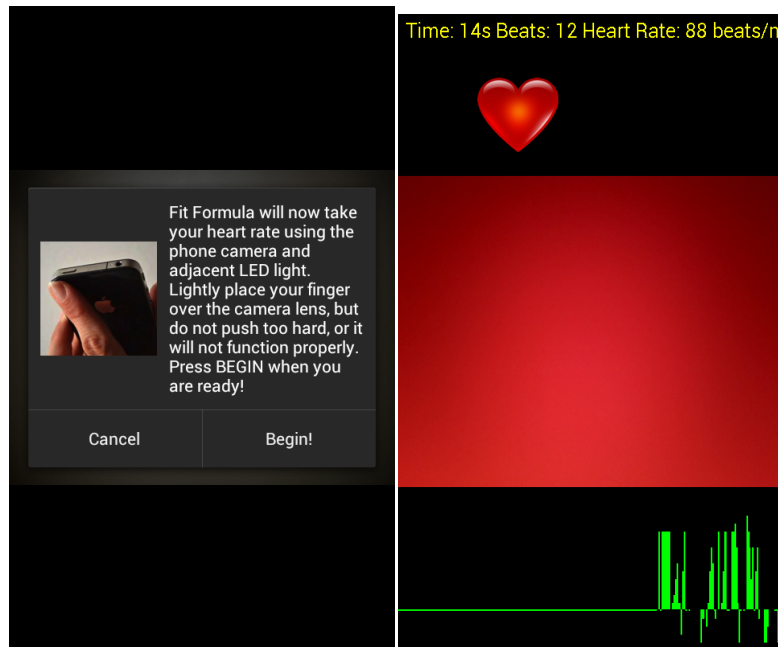 Fit Formula will now take
your heart rate using the
phone camera and
adjacent LED light.
Lightly place your finger
over the camera lens, but
do not push too hard, or it
will not function properly.
Press BEGIN when you
are ready!
Cancel
Begin!
Time: 14s Beats: 12 Heart Rate: 88 beats/m